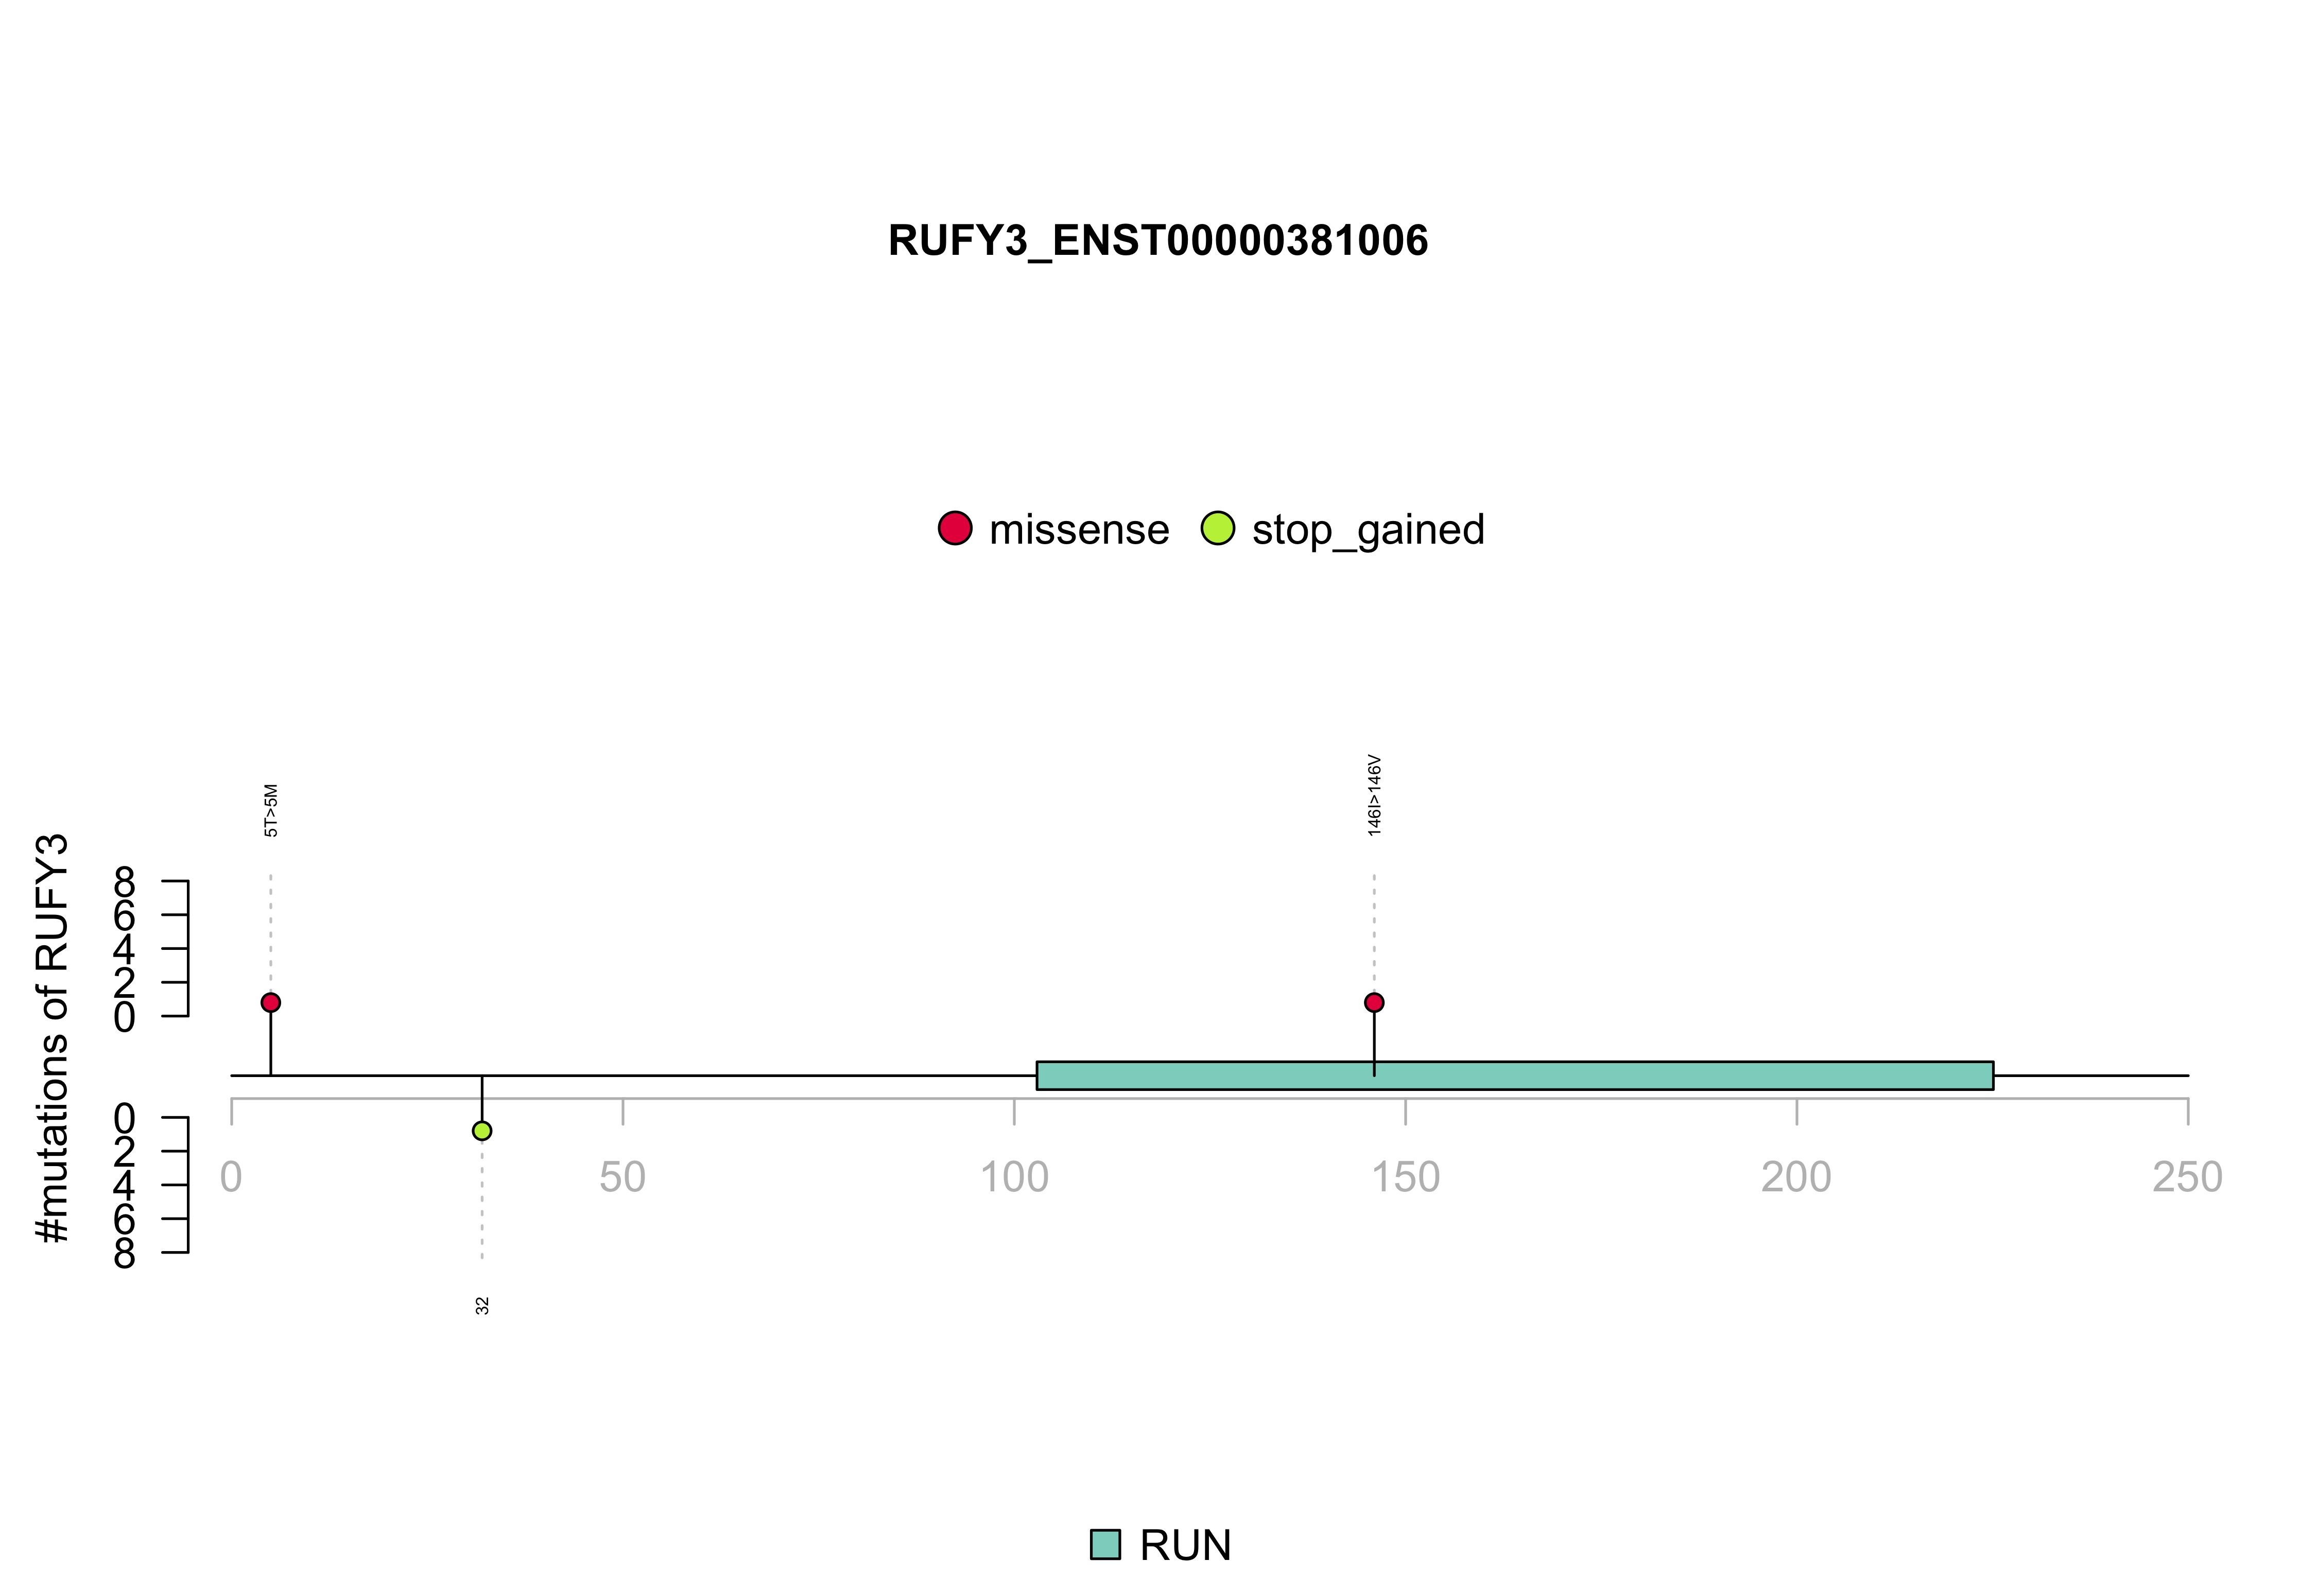 RUFY3_ENST00000381006
missense
stop_gained
5T>5M
146I>146V
#mutations of RUFY3
8
6
4
2
0
0
2
4
6
8
0 50 100 150 200 250
32
RUN